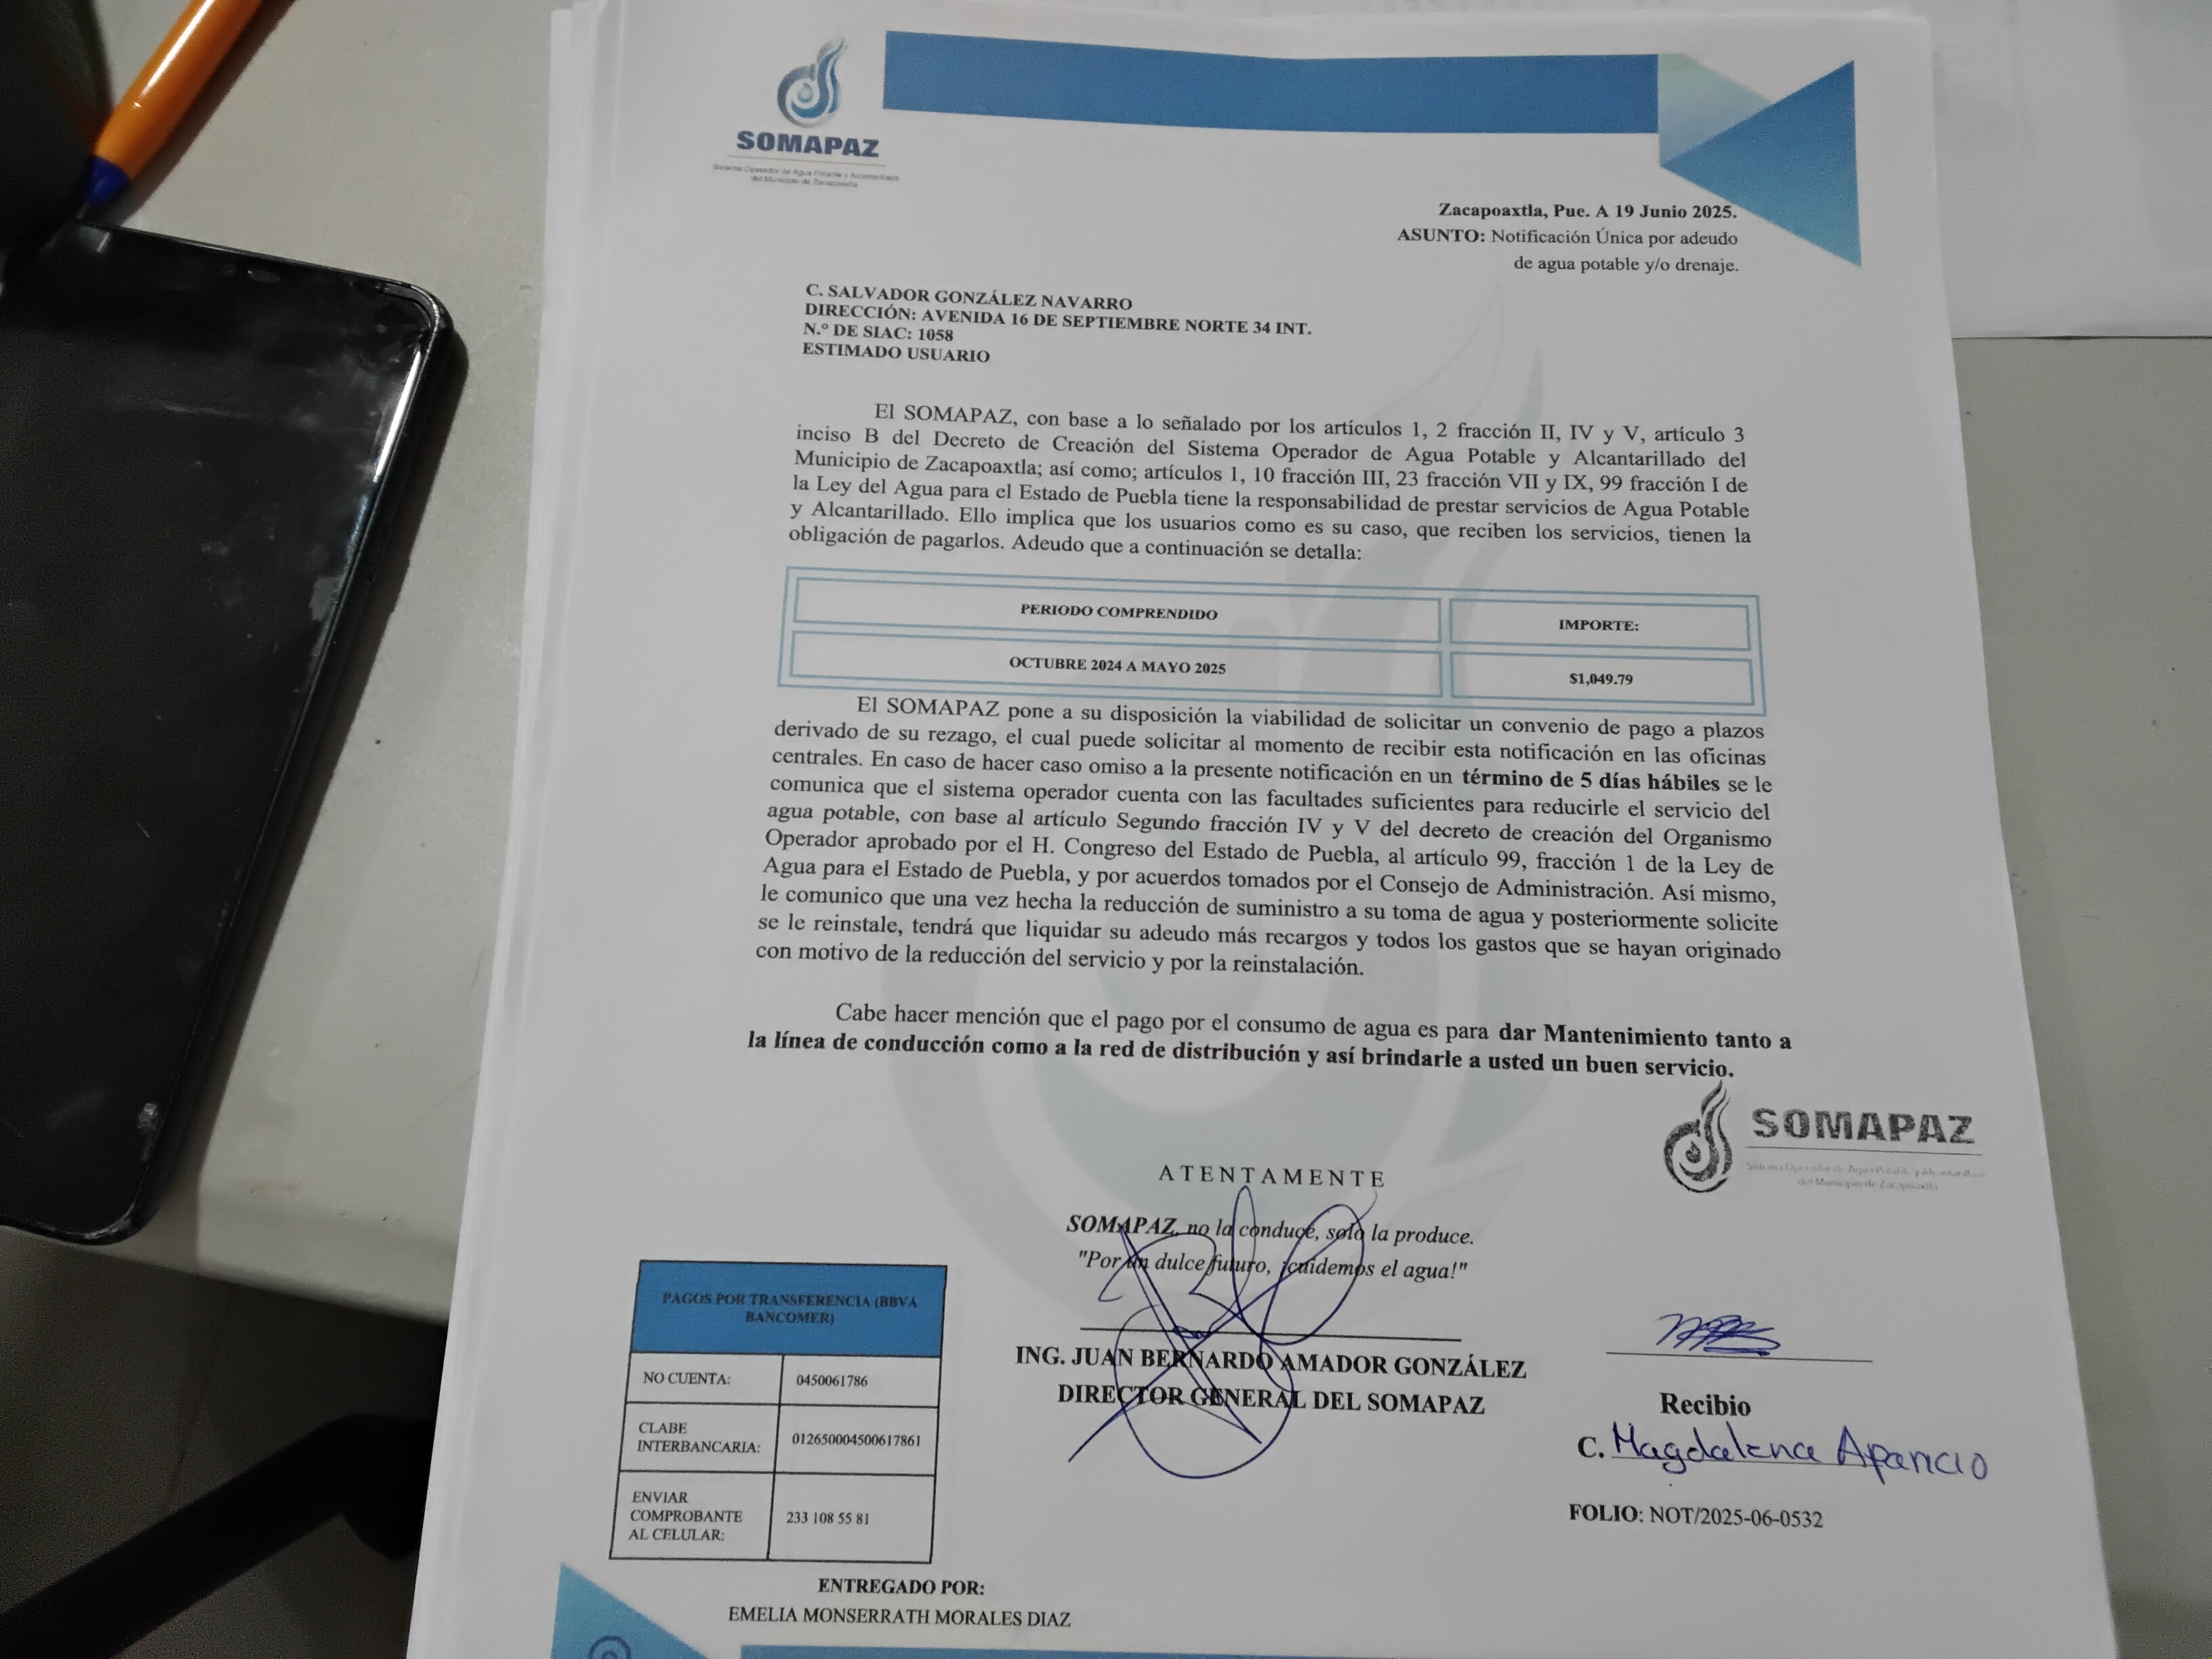 SOMAPAZ
Sistema Operador de Agua Potable y Alcantarillado
del Municipio de Zacapoaxtla
Zacapoaxtla, Pue. A 19 Junio 2025.
ASUNTO: Notificación Única por adeudo
de agua potable y/o drenaje.
C. SALVADOR GONZÁLEZ NAVARRO
DIRECCIÓN: AVENIDA 16 DE SEPTIEMBRE NORTE 34 INT.
N.º DE SIAC: 1058
ESTIMADO USUARIO
El SOMAPAZ, con base a lo señalado por los artículos 1, 2 fracción II, IV y V, artículo 3
inciso B del Decreto de Creación del Sistema Operador de Agua Potable y Alcantarillado del
Municipio de Zacapoaxtla; así como; artículos 1, 10 fracción III, 23 fracción VII y IX, 99 fracción I de
la Ley del Agua para el Estado de Puebla tiene la responsabilidad de prestar servicios de Agua Potable
y Alcantarillado. Ello implica que los usuarios como es su caso, que reciben los servicios, tienen la
obligación de pagarlos. Adeudo que a continuación se detalla:
PERIODO COMPRENDIDO
IMPORTE:
OCTUBRE 2024 A MAYO 2025
$1,049.79
El SOMAPAZ pone a su disposición la viabilidad de solicitar un convenio de pago a plazos
derivado de su rezago, el cual puede solicitar al momento de recibir esta notificación en las oficinas
centrales. En caso de hacer caso omiso a la presente notificación en un término de 5 días hábiles se le
comunica que el sistema operador cuenta con las facultades suficientes para reducirle el servicio del
agua potable, con base al artículo Segundo fracción IV y V del decreto de creación del Organismo
Operador aprobado por el H. Congreso del Estado de Puebla, al artículo 99, fracción 1 de la Ley de
Agua para el Estado de Puebla, y por acuerdos tomados por el Consejo de Administración. Así mismo,
le comunico que una vez hecha la reducción de suministro a su toma de agua y posteriormente solicite
se le reinstale, tendrá que liquidar su adeudo más recargos y todos los gastos que se hayan originado
con motivo de la reducción del servicio y por la reinstalación.
Cabe hacer mención que el pago por el consumo de agua es para dar Mantenimiento tanto a
la línea de conducción como a la red de distribución y así brindarle a usted un buen servicio.
SOMAPAZ
Sistema Operador de Agua Potable y Alcantarillado
del Municipio de Zacapoaxtla
ATENTAMENTE
SOMAPAZ, no la conduce, solo la produce.
"Por un dulce futuro, ¡cuidemos el agua!"
ING. JUAN BERNARDO AMADOR GONZÁLEZ
DIRECTOR GENERAL DEL SOMAPAZ
PAGOS POR TRANSFERENCIA (BBVA
BANCOMER)
NO CUENTA:
0450061786
CLABE
INTERBANCARIA:
012650004500617861
ENVIAR
COMPROBANTE
AL CELULAR:
233 108 55 81
Recibio
C. Magdalena Aparicio
FOLIO: NOT/2025-06-0532
ENTREGADO POR:
EMELIA MONSERRATH MORALES DIAZ